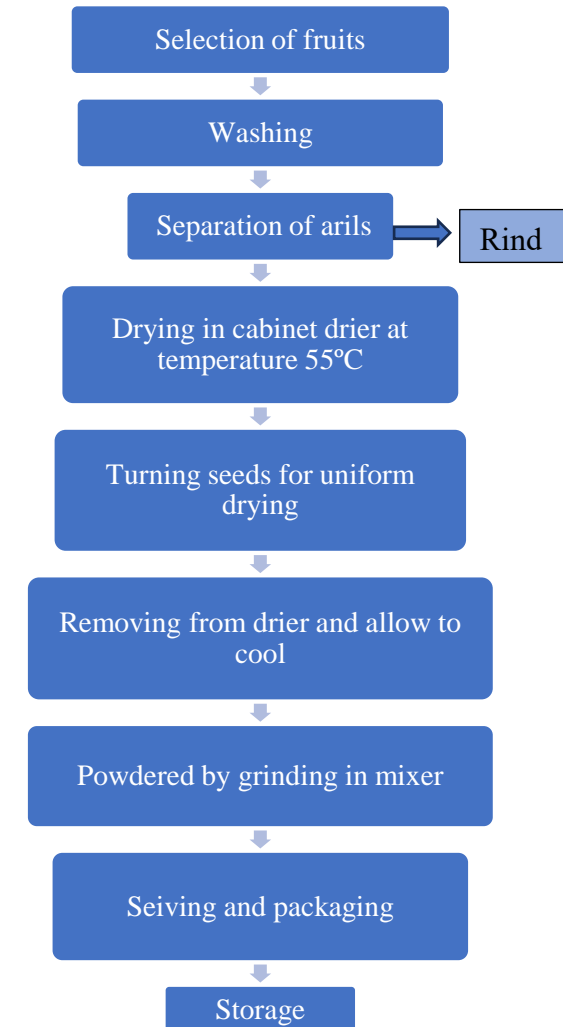 Selection of fruits
Washing
Separation of arils
Rind
Drying in cabinet drier at
temperature 55ºC
Turning seeds for uniform
drying
Removing from drier and allow to
cool
Powdered by grinding in mixer
Seiving and packaging
Storage